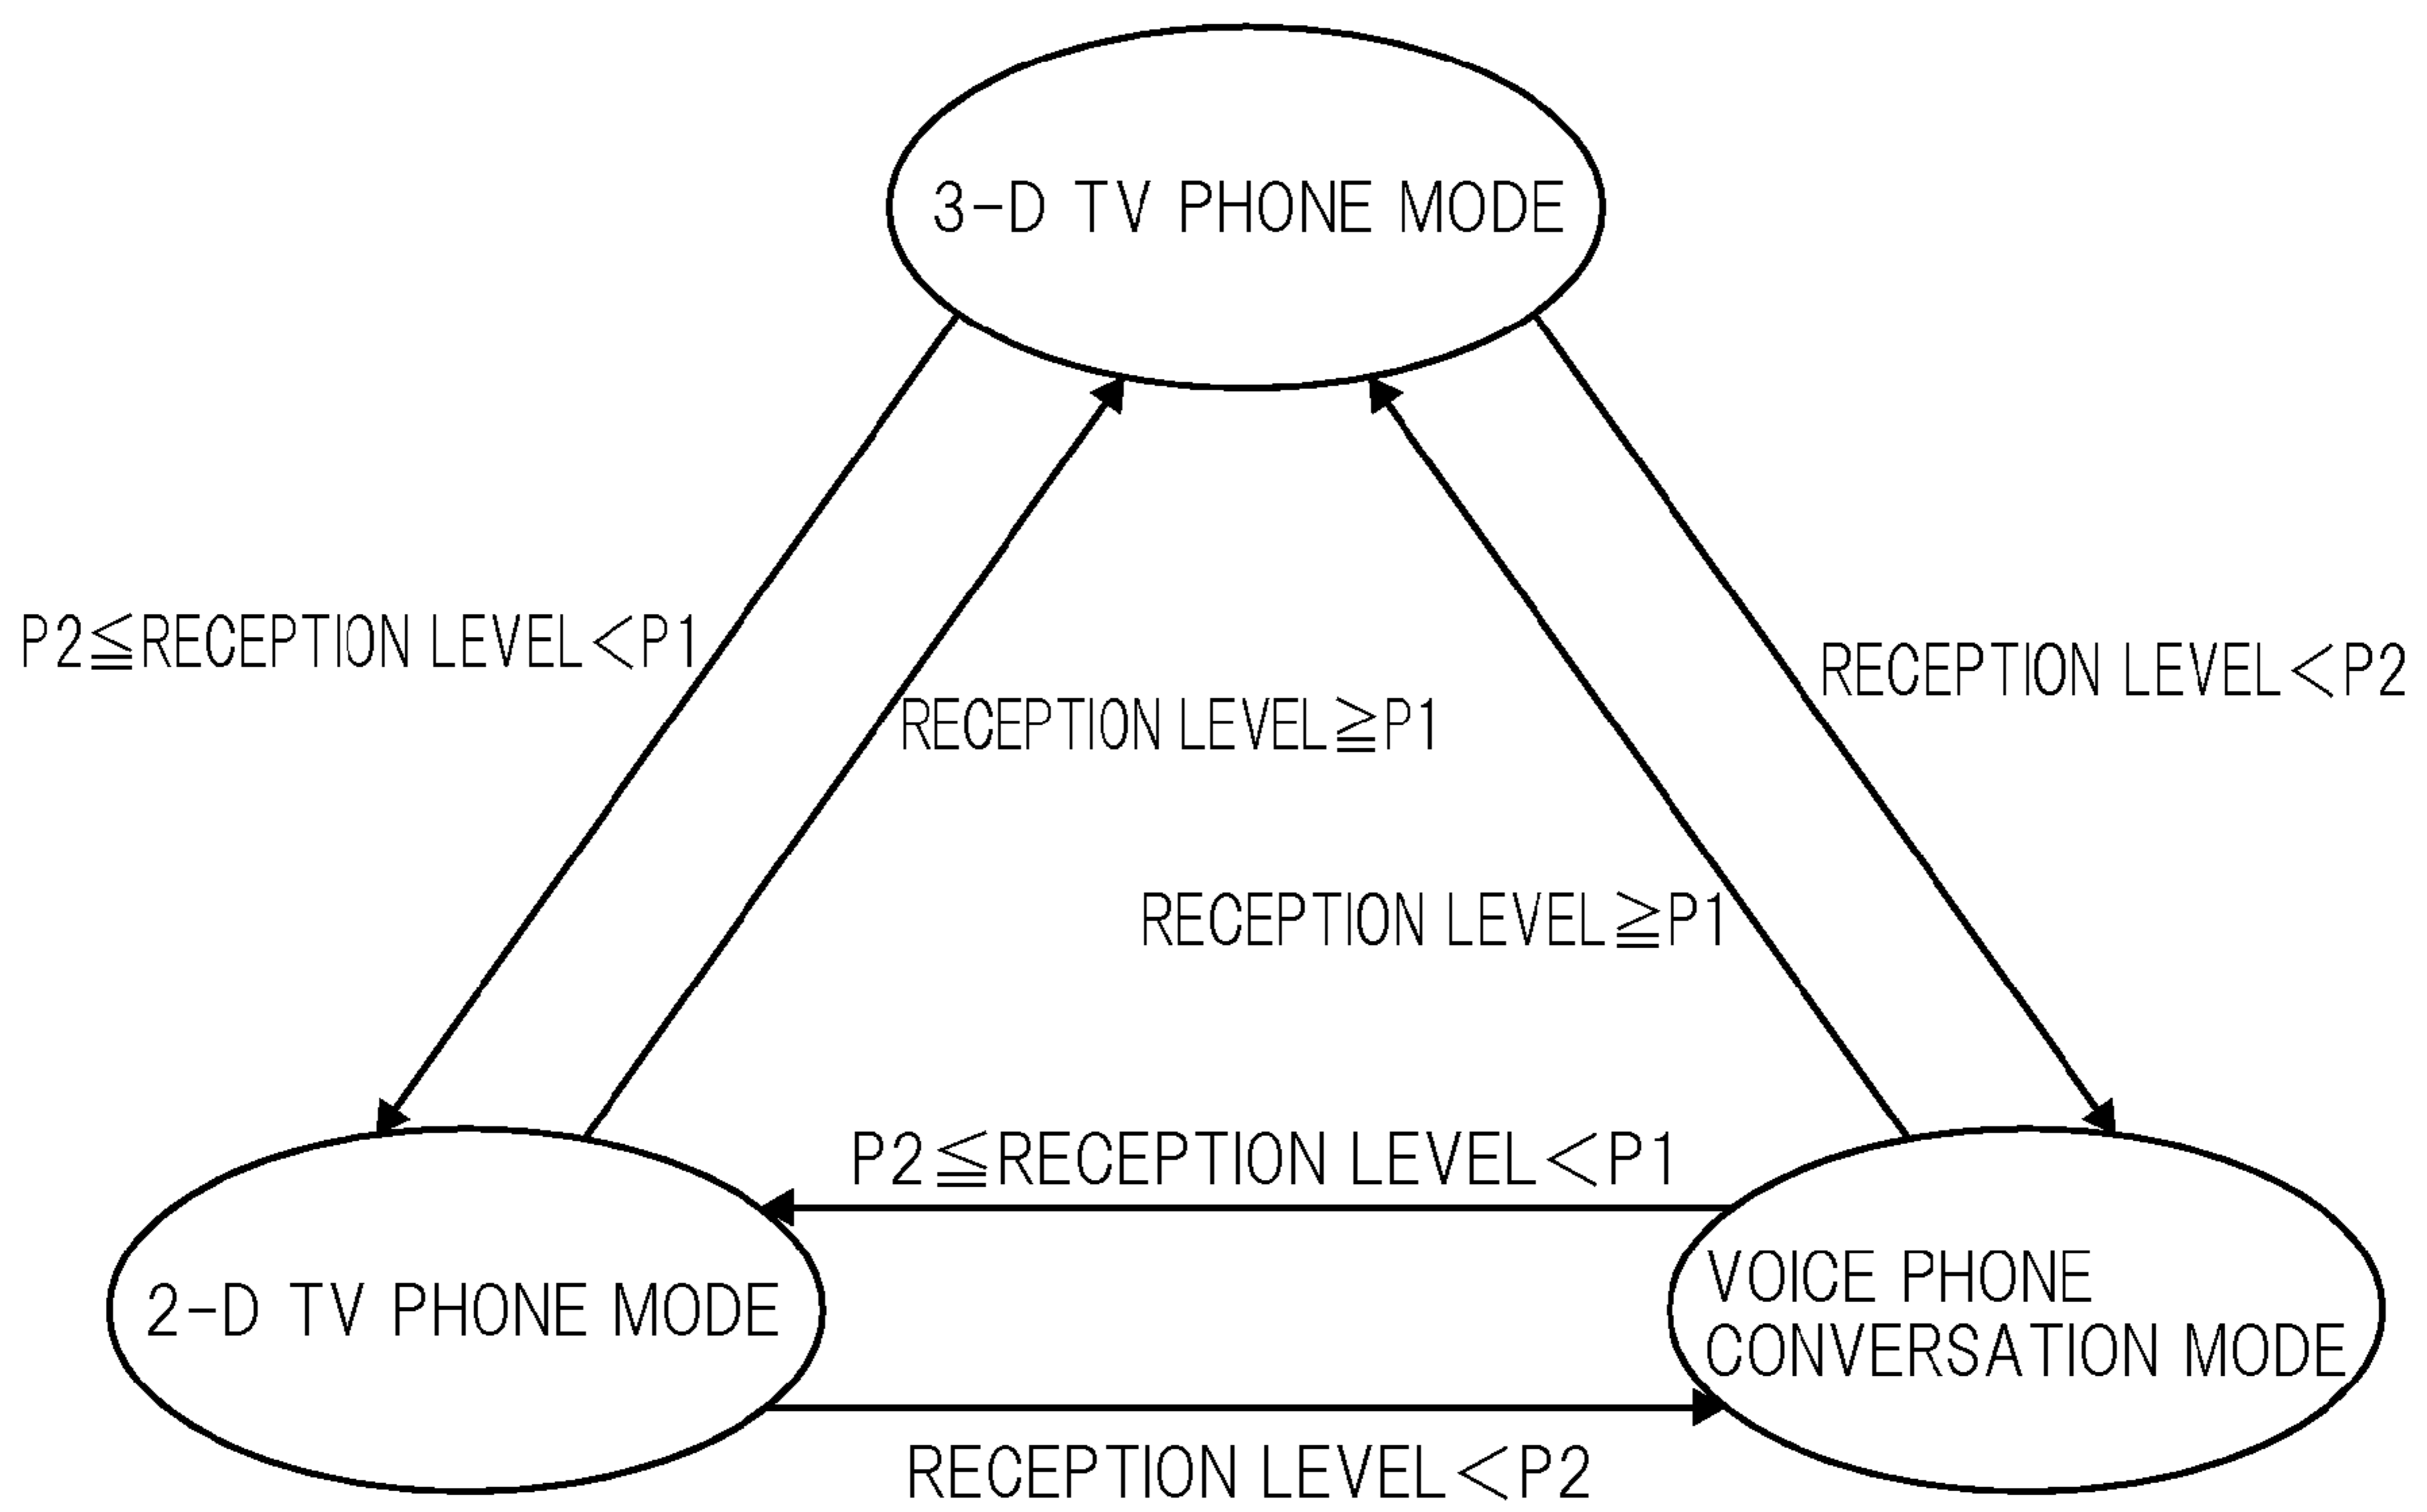 3-D TV PHONE MODE
P2≦RECEPTION LEVEL<P1
RECEPTION LEVEL<P2
RECEPTION LEVEL≧P1
RECEPTION LEVEL≧P1
P2≦RECEPTION LEVEL<P1
2-D TV PHONE MODE
VOICE PHONE
CONVERSATION MODE
RECEPTION LEVEL<P2